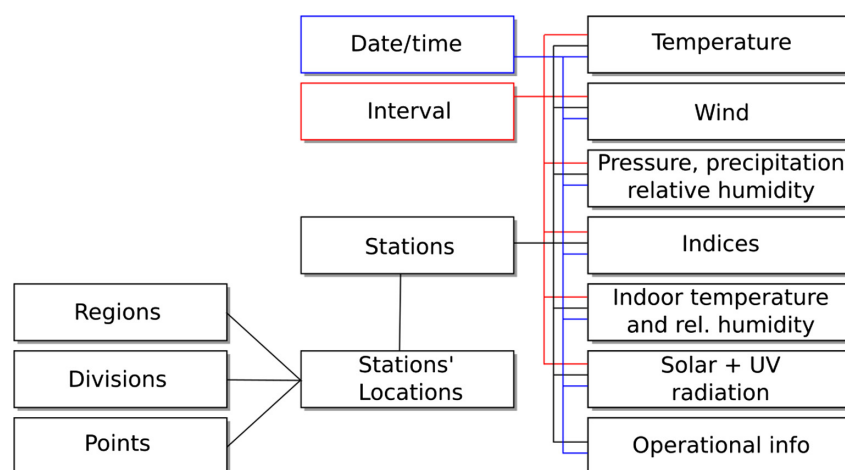 Date/time
Temperature
Interval
Wind
Pressure, precipitation
relative humidity
Stations
Indices
Regions
Indoor temperature
and rel. humidity
Divisions
Stations'
Locations
Solar + UV
radiation
Points
Operational info